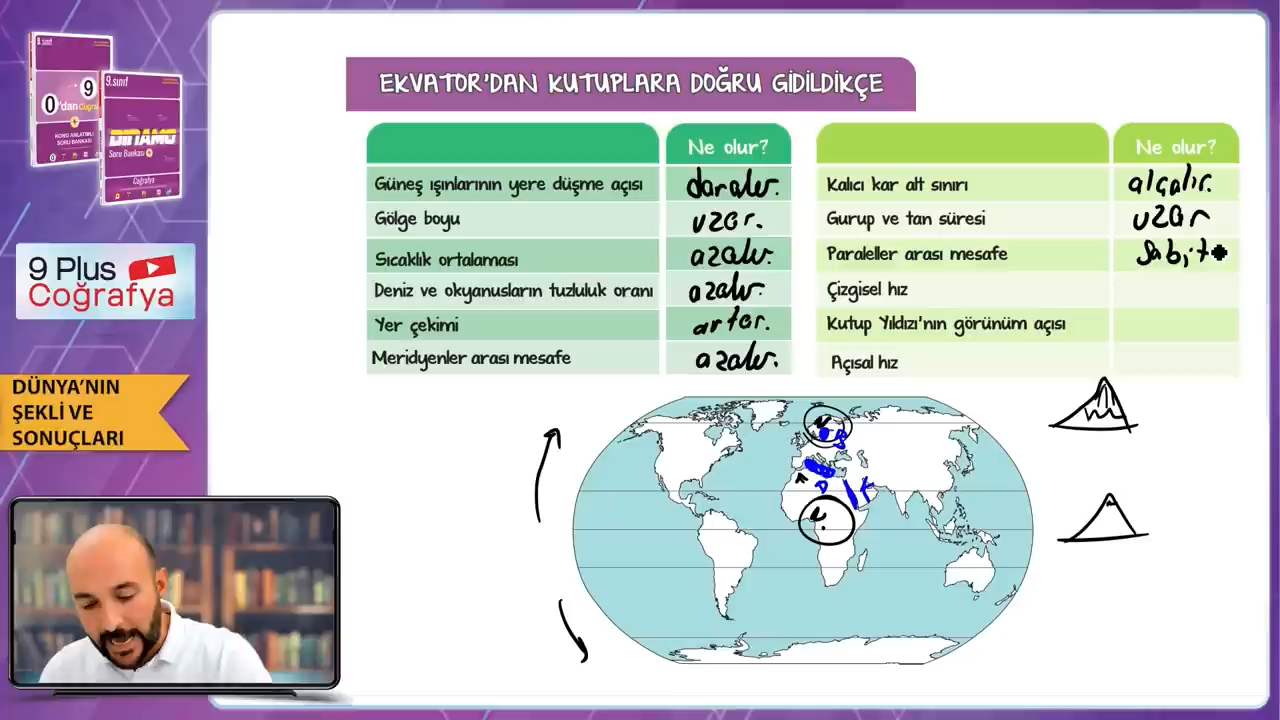 EKVATOR'DAN KUTUPLARA DOĞRU GİDİLDİKÇE
Ne olur?
Güneş ışınlarının yere düşme açısı daralır.
Gölge boyu uzar.
Sıcaklık ortalaması azalır.
Deniz ve okyanusların tuzluluk oranı azalır.
Yer çekimi artar.
Meridyenler arası mesafe azalır.
Ne olur?
Kalıcı kar alt sınırı alçalır.
Gurup ve tan süresi uzar
Paraleller arası mesafe Sabit
Çizgisel hız
Kutup Yıldızı'nın görünüm açısı
Açısal hız
9.sınıf
0'dan 9
KONU ANLATIMLI
SORU BANKASI
9.sınıf
DİNAMO
Soru Bankası
Coğrafya
9 Plus
Coğrafya
DÜNYA'NIN
ŞEKLİ VE
SONUÇLARI